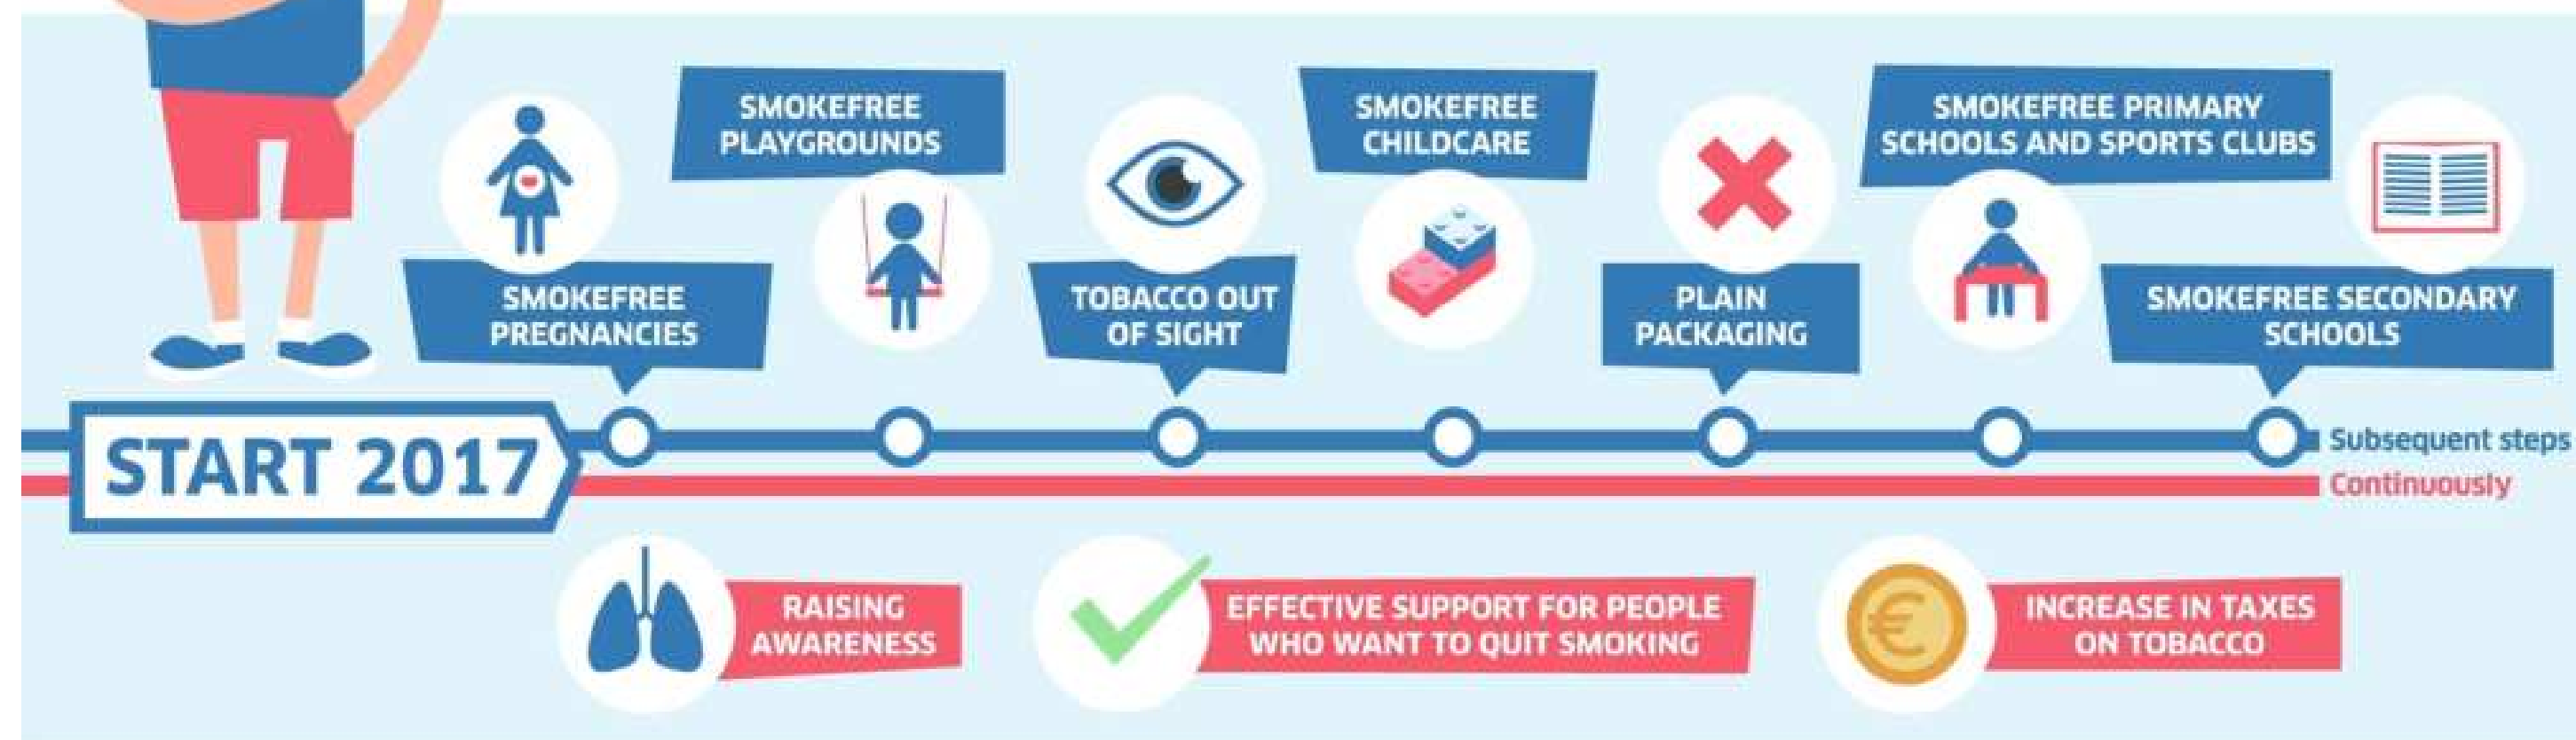 SMOKEFREE
PREGNANCIES
SMOKEFREE
PLAYGROUNDS
TOBACCO OUT
OF SIGHT
SMOKEFREE
CHILDCARE
PLAIN
PACKAGING
SMOKEFREE PRIMARY
SCHOOLS AND SPORTS CLUBS
SMOKEFREE SECONDARY
SCHOOLS
START 2017
Subsequent steps
Continuously
RAISING
AWARENESS
EFFECTIVE SUPPORT FOR PEOPLE
WHO WANT TO QUIT SMOKING
INCREASE IN TAXES
ON TOBACCO